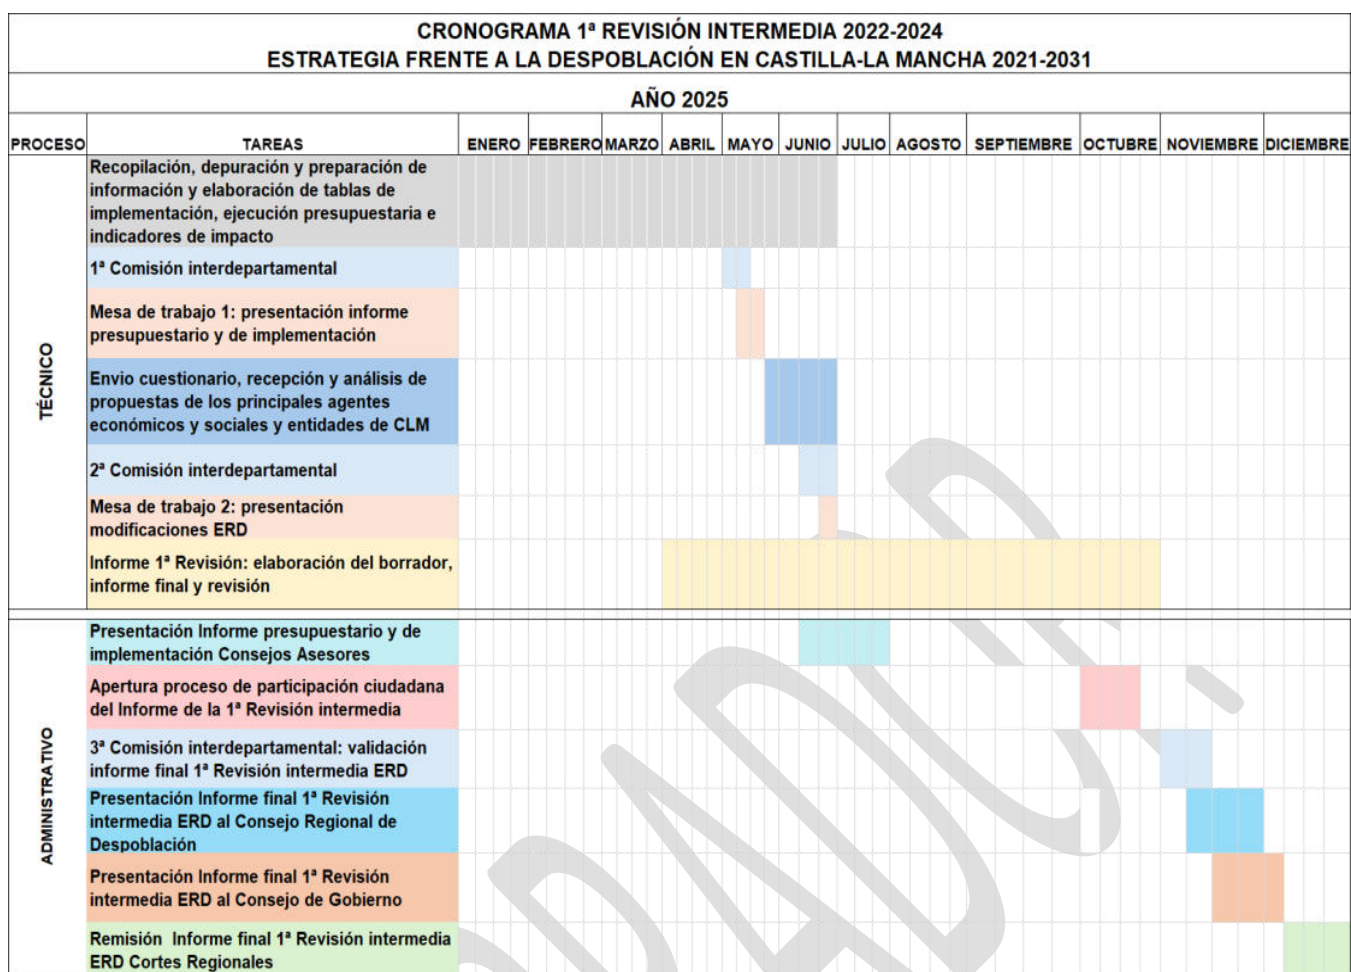 CRONOGRAMA 1ª REVISIÓN INTERMEDIA 2022-2024
ESTRATEGIA FRENTE A LA DESPOBLACIÓN EN CASTILLA-LA MANCHA 2021-2031
AÑO 2025
PROCESO TAREAS ENERO FEBRERO MARZO ABRIL MAYO JUNIO JULIO AGOSTO SEPTIEMBRE OCTUBRE NOVIEMBRE DICIEMBRE
TÉCNICO
Recopilación, depuración y preparación de
información y elaboración de tablas de
implementación, ejecución presupuestaria e
indicadores de impacto
1ª Comisión interdepartamental
Mesa de trabajo 1: presentación informe
presupuestario y de implementación
Envio cuestionario, recepción y análisis de
propuestas de los principales agentes
económicos y sociales y entidades de CLM
2ª Comisión interdepartamental
Mesa de trabajo 2: presentación
modificaciones ERD
Informe 1ª Revisión: elaboración del borrador,
informe final y revisión
ADMINISTRATIVO
Presentación Informe presupuestario y de
implementación Consejos Asesores
Apertura proceso de participación ciudadana
del Informe de la 1ª Revisión intermedia
3ª Comisión interdepartamental: validación
informe final 1ª Revisión intermedia ERD
Presentación Informe final 1ª Revisión
intermedia ERD al Consejo Regional de
Despoblación
Presentación Informe final 1ª Revisión
intermedia ERD al Consejo de Gobierno
Remisión Informe final 1ª Revisión intermedia
ERD Cortes Regionales